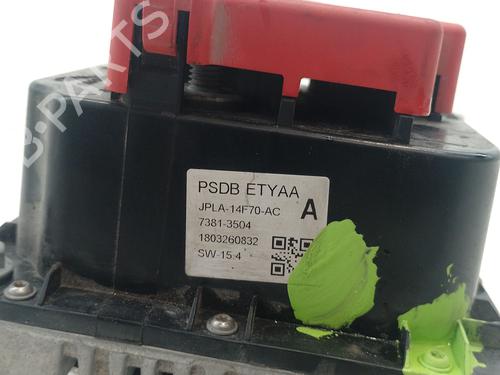 B-PARTS
PSDB ETYAA
JPLA-14F70-AC
A
7381-3504
1803260832
SW-15.4